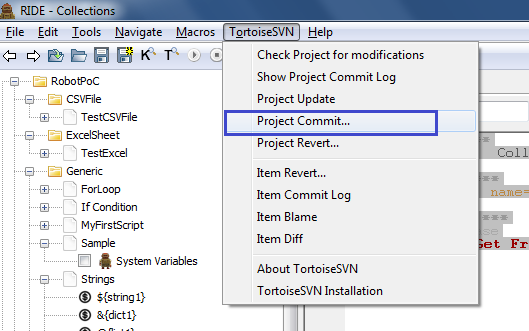 RIDE - Collections
File Edit Tools Navigate Macros TortoiseSVN Help
Check Project for modifications
Show Project Commit Log
Project Update
Project Commit...
Project Revert...
Item Revert...
Item Commit Log
Item Blame
Item Diff
About TortoiseSVN
TortoiseSVN Installation
RobotPoC
CSVFile
TestCSVFile
ExcelSheet
TestExcel
Generic
ForLoop
If Condition
MyFirstScript
Sample
System Variables
Strings
${string1}
&{dict1}
***
Coll
name=
***
Get Fr